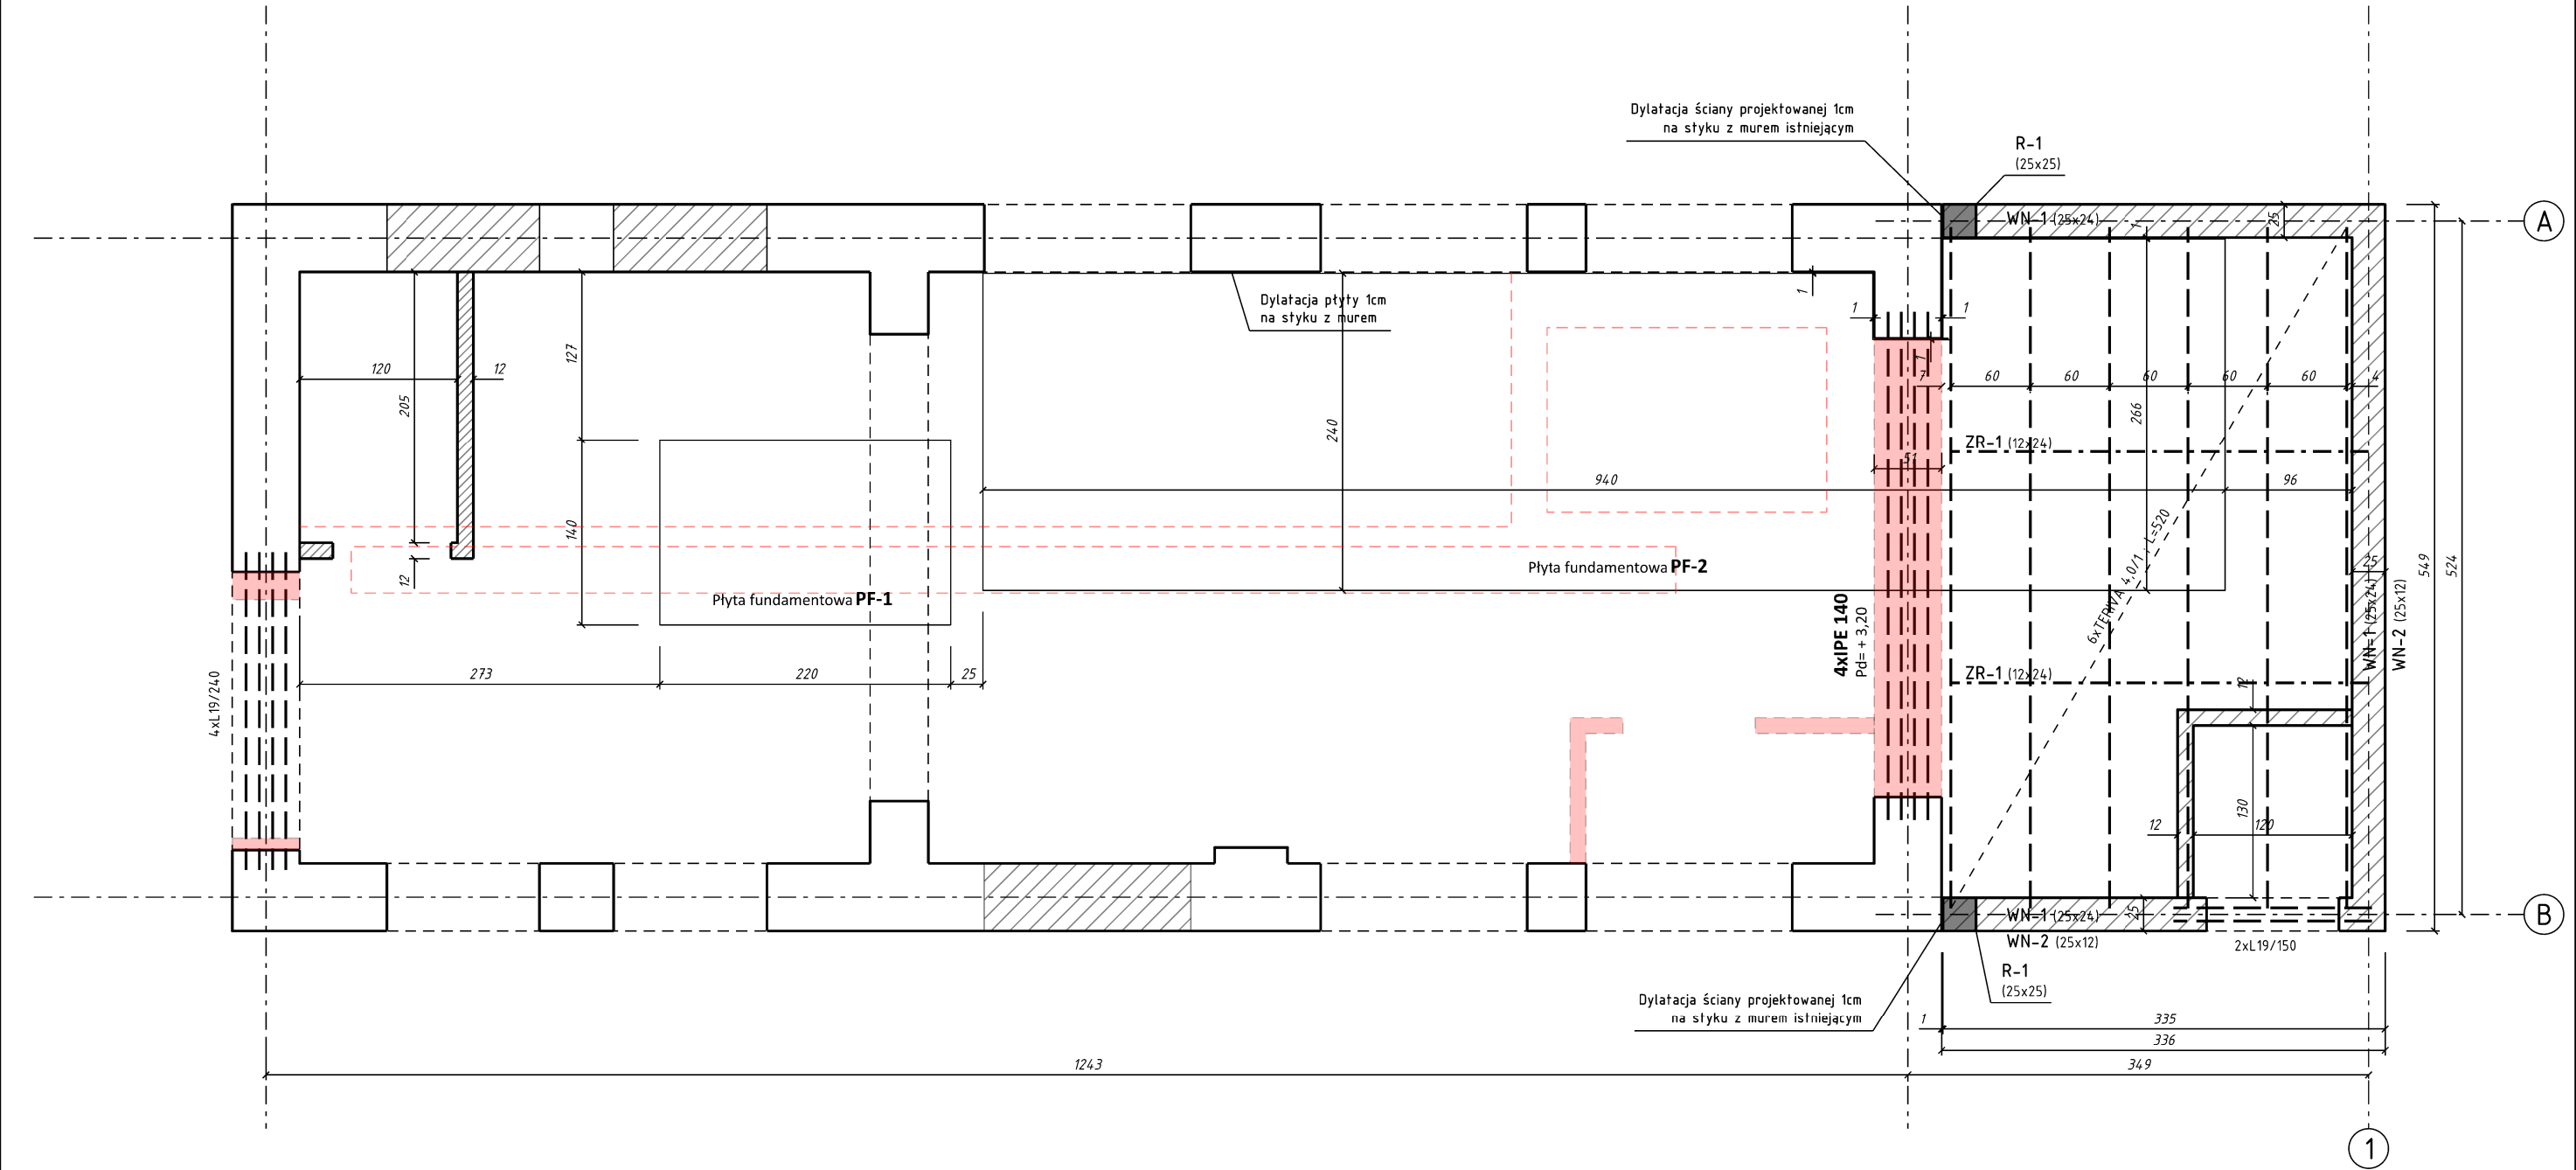 Dylatacja ściany projektowanej 1cm
na styku z murem istniejącym
R-1
(25x25)
A
WN-1 (25x24)
25
1
Dylatacja płyty 1cm
na styku z murem
1
1
1
127
120
12
205
240
1
7
60
60
60
60
60
4
266
ZR-1 (12x24)
51
940
96
140
12
6xTERIVA 4,0/1 ; L=520
549
524
25
Płyta fundamentowa PF-2
Płyta fundamentowa PF-1
4xIPE 140
Pd= + 3,20
WN-1 (25x24)
WN-2 (25x12)
4xL19/240
273
220
25
ZR-1 (12x24)
12
130
12
120
WN-1 (25x24)
25
WN-2 (25x12)
2xL19/150
B
R-1
(25x25)
Dylatacja ściany projektowanej 1cm
na styku z murem istniejącym
1
335
336
1243
349
1